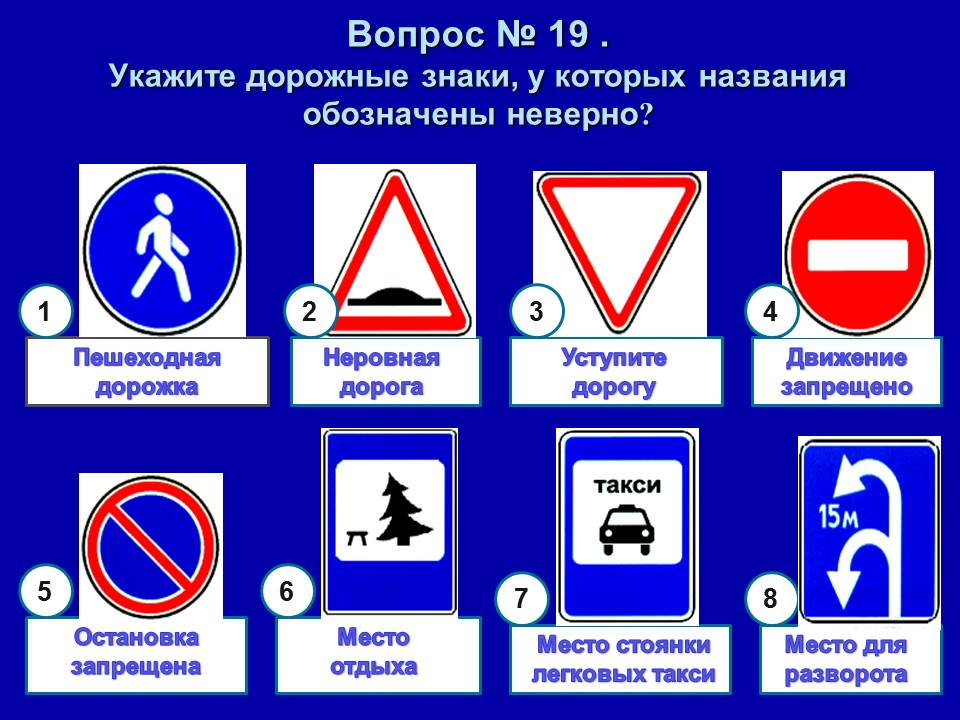 Вопрос № 19 .
Укажите дорожные знаки, у которых названия
обозначены неверно?
1
Пешеходная
дорожка
2
Неровная
дорога
3
Уступите
дорогу
4
Движение
запрещено
5
Остановка
запрещена
6
Место
отдыха
такси
7
Место стоянки
легковых такси
15м
8
Место для
разворота